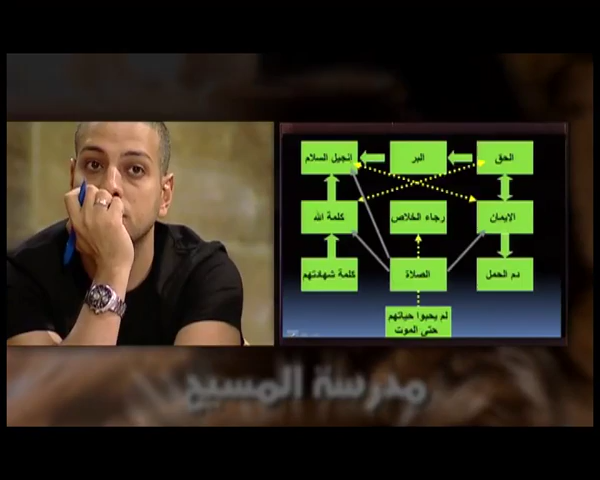 الحق
البر
إنجيل السلام
الإيمان
رجاء الخلاص
كلمة الله
دم الحمل
الصلاة
كلمة شهادتهم
لم يحبوا حياتهم
حتى الموت
مدرسة المسيح